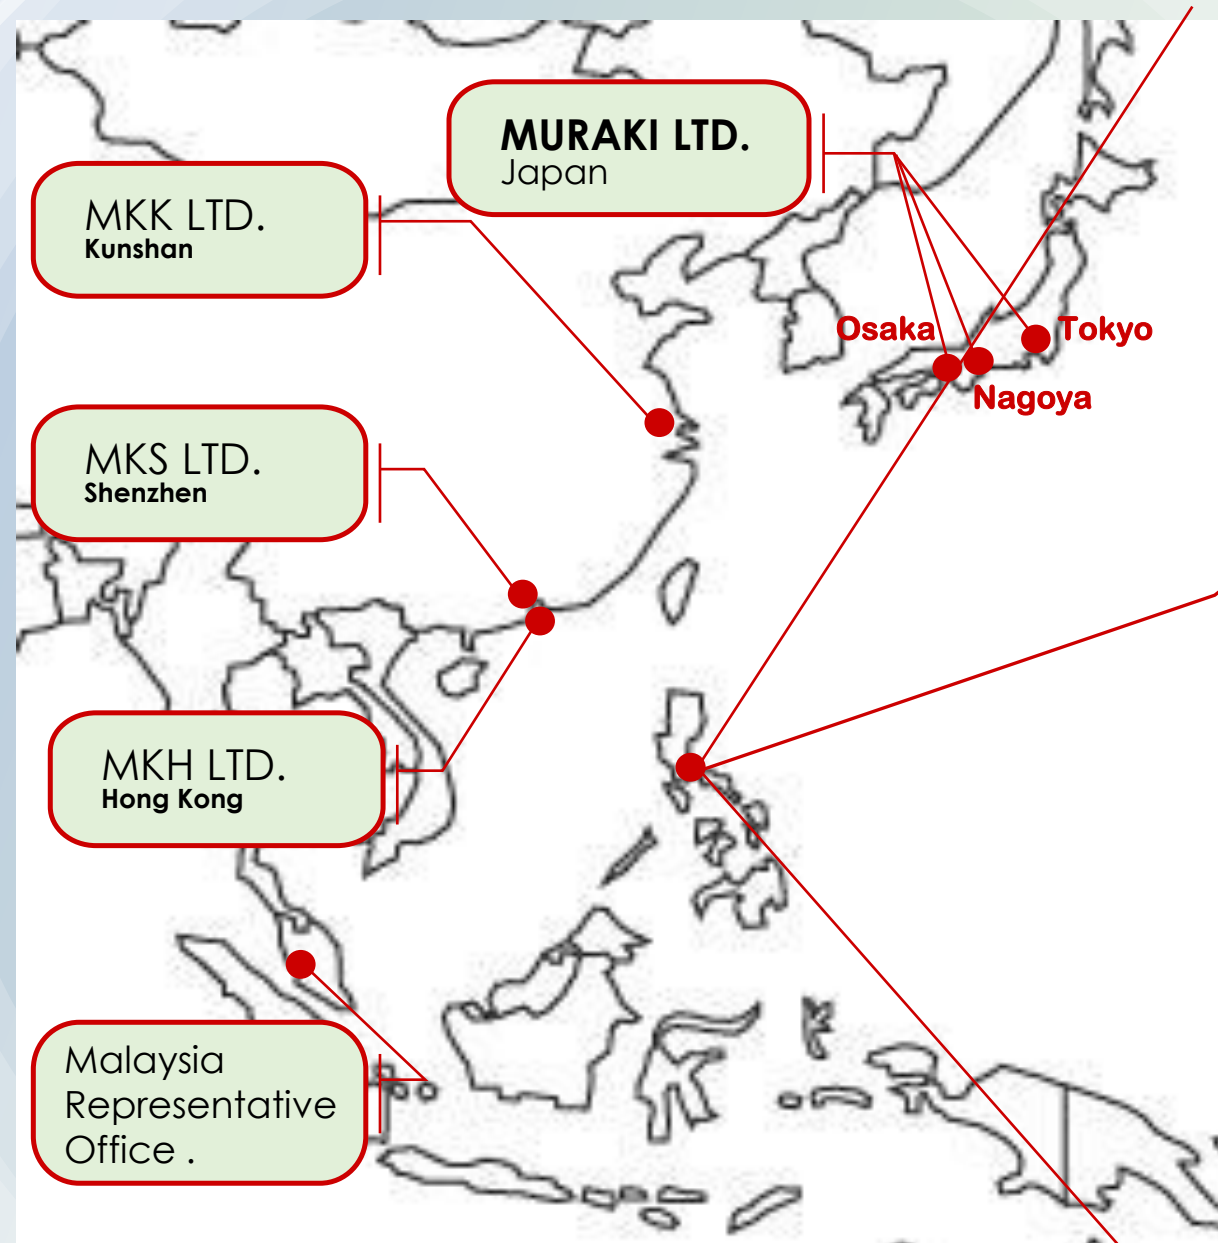 MURAKI LTD.
Japan
MKK LTD.
Kunshan
Osaka
Tokyo
Nagoya
MKS LTD.
Shenzhen
MKH LTD.
Hong Kong
Malaysia
Representative
Office .